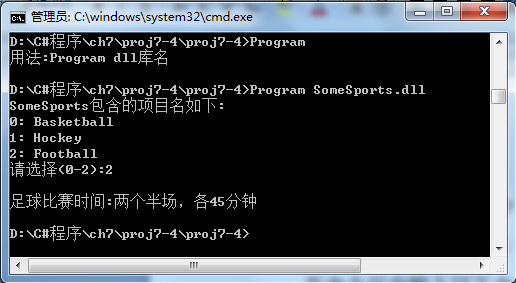 管理员: C:\windows\system32\cmd.exe
D:\C#程序\ch7\proj7-4\proj7-4>Program
用法:Program dll库名
D:\C#程序\ch7\proj7-4\proj7-4>Program SomeSports.dll
SomeSports包含的项目名如下:
0: Basketball
1: Hockey
2: Football
请选择(0-2):2
足球比赛时间:两个半场，各45分钟
D:\C#程序\ch7\proj7-4\proj7-4>